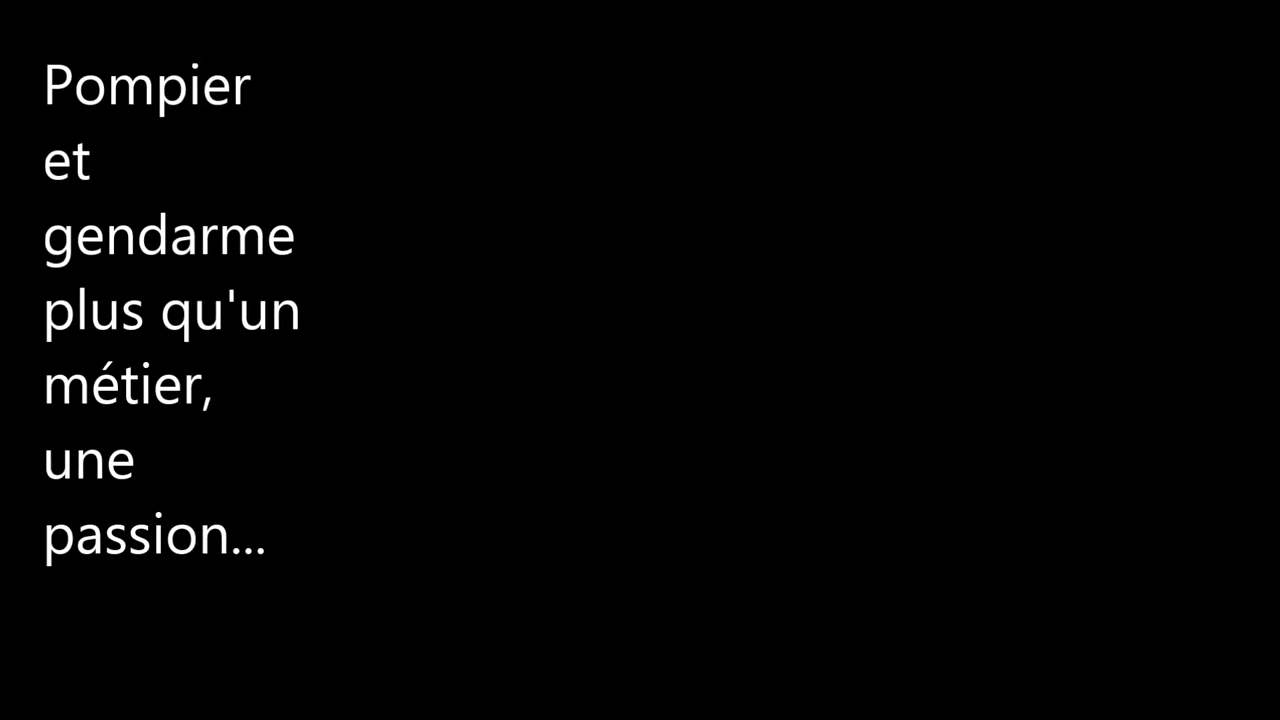 Pompier
et
gendarme
plus qu'un
métier,
une
passion...